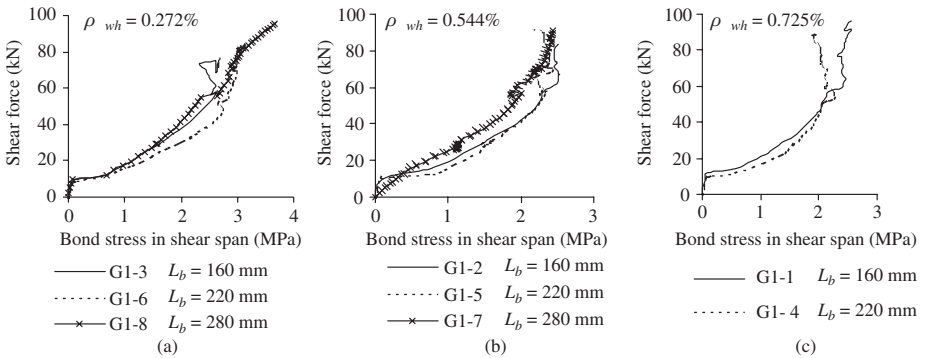 ρ wh = 0.272%
Shear force (kN)
100
80
60
40
20
0
0 1 2 3 4
Bond stress in shear span (MPa)
G1-3 L_b = 160 mm
G1-6 L_b = 220 mm
G1-8 L_b = 280 mm
(a)
ρ wh = 0.544%
Shear force (kN)
100
80
60
40
20
0
0 1 2 3
Bond stress in shear span (MPa)
G1-2 L_b = 160 mm
G1-5 L_b = 220 mm
G1-7 L_b = 280 mm
(b)
ρ wh = 0.725%
Shear force (kN)
100
80
60
40
20
0
0 1 2 3
Bond stress in shear span (MPa)
G1-1 L_b = 160 mm
G1- 4 L_b = 220 mm
(c)